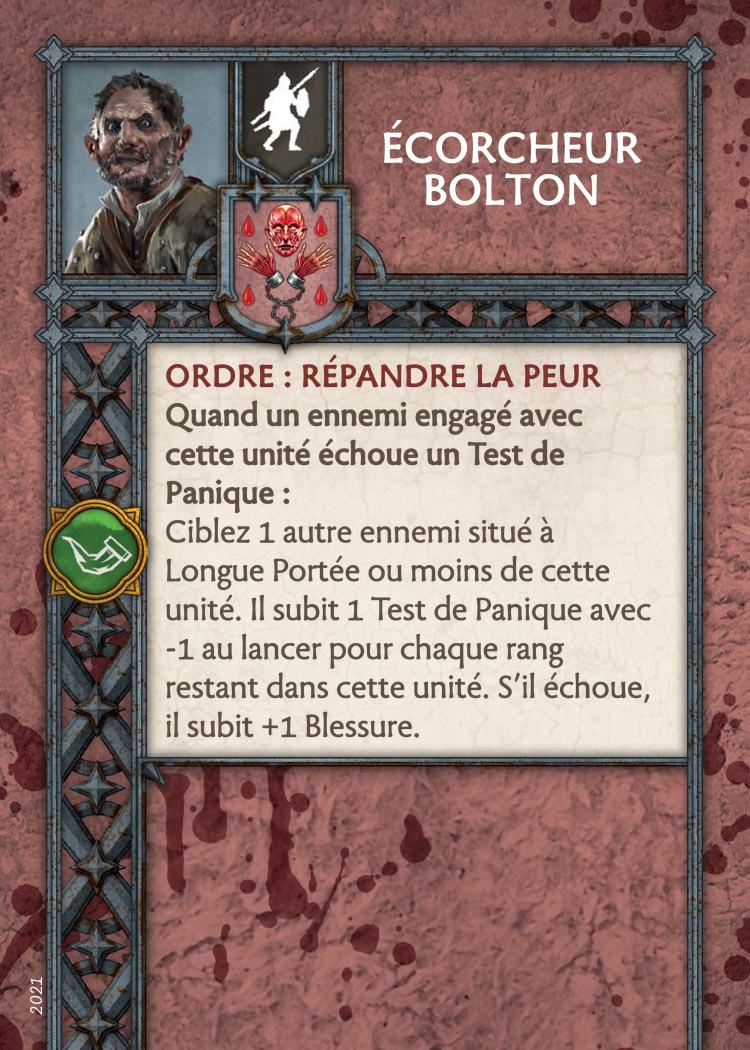 ÉCORCHEUR
BOLTON
ORDRE : RÉPANDRE LA PEUR
Quand un ennemi engagé avec
cette unité échoue un Test de
Panique :
Ciblez 1 autre ennemi situé à
Longue Portée ou moins de cette
unité. Il subit 1 Test de Panique avec
-1 au lancer pour chaque rang
restant dans cette unité. S'il échoue,
il subit +1 Blessure.
2021